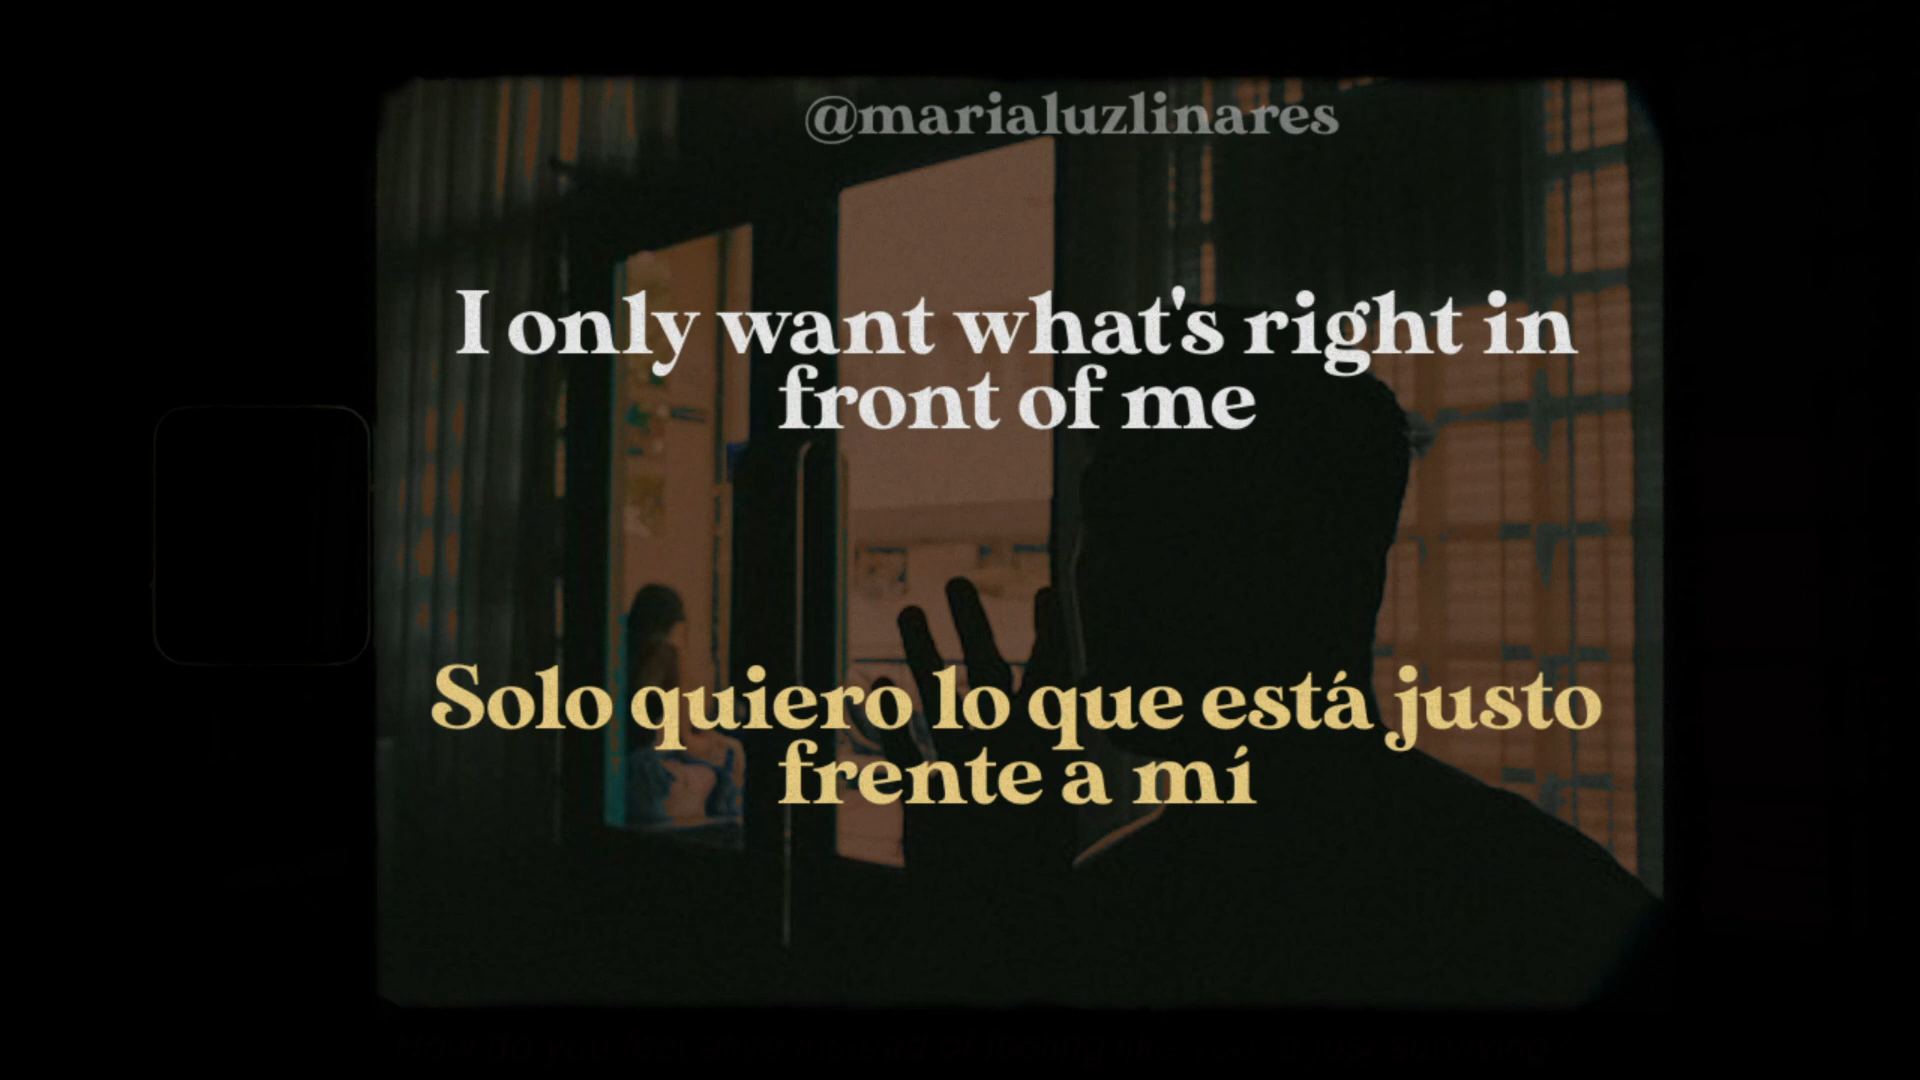 @marialuzlinares
I only want what's right in
front of me
Solo quiero lo que está justo
frente a mí